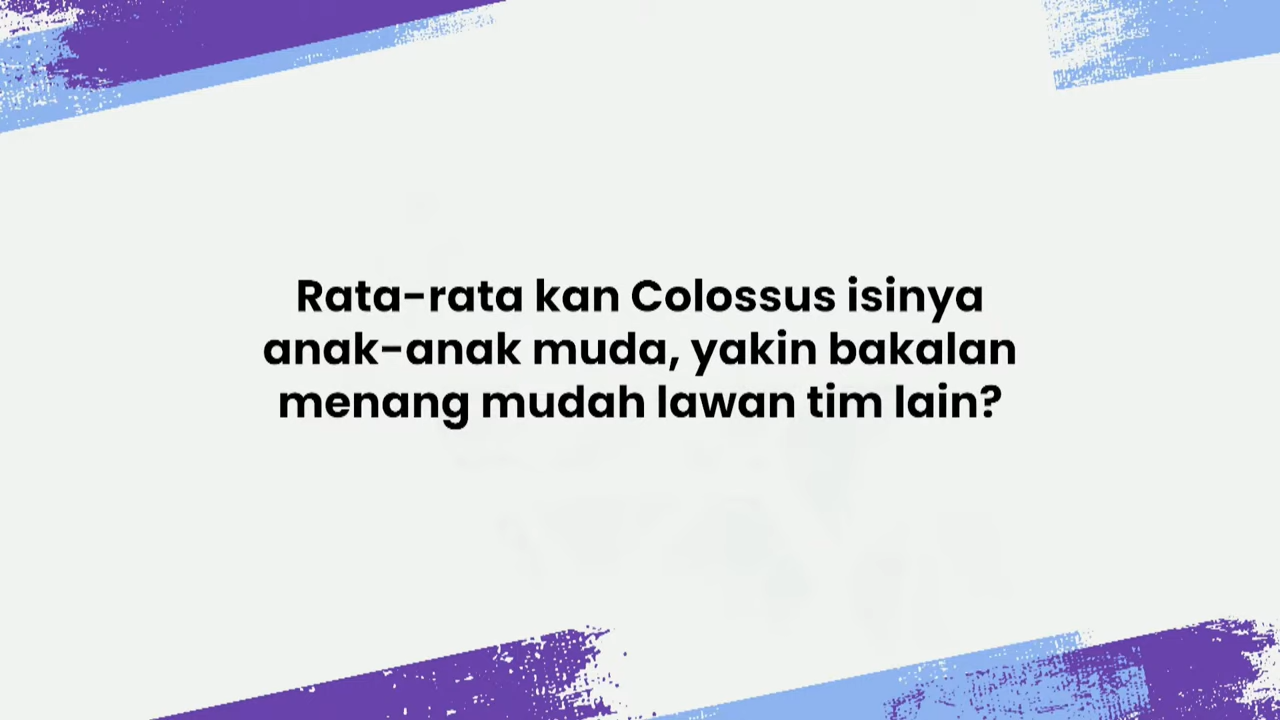 Rata-rata kan Colossus isinya
anak-anak muda, yakin bakalan
menang mudah lawan tim lain?